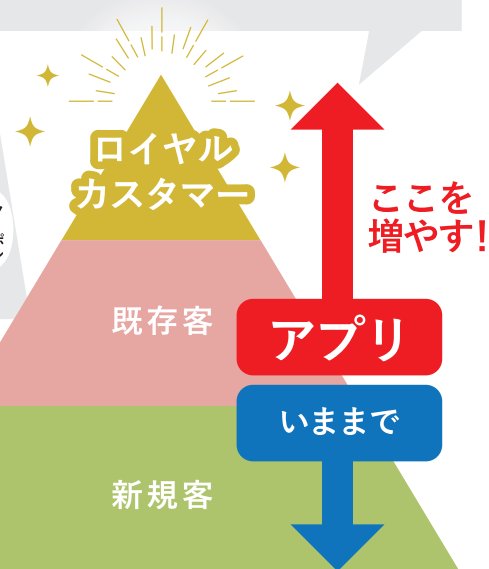 ロイヤル
カスタマー
ここを
増やす!
既存客
アプリ
いままで
新規客